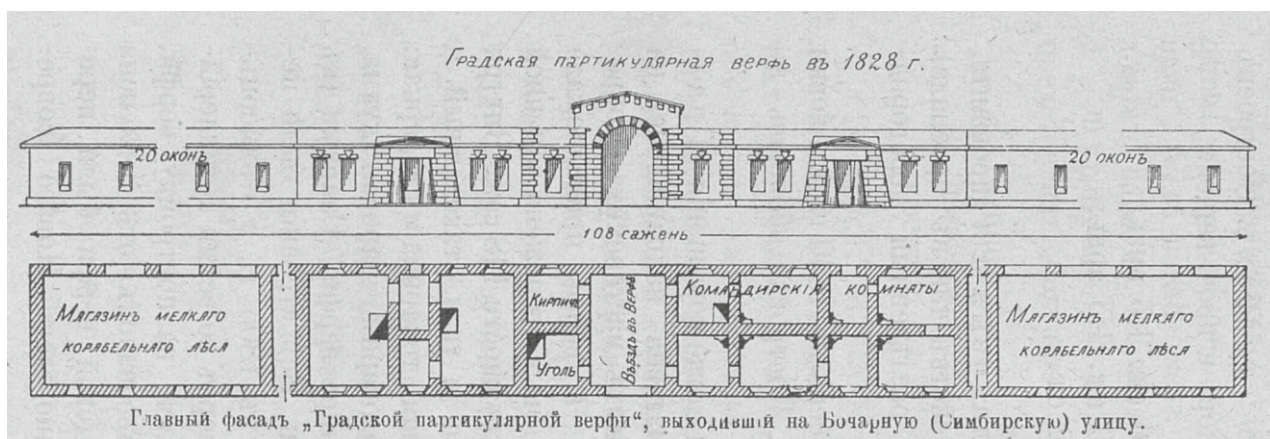 Градская партикулярная верфь въ 1828 г.
20 оконъ
20 оконъ
108 сажень
Магазинъ мелкаго
корабельнаго лѣса
Кирпичъ
Уголь
Въѣздъ въ Верфь
Командирскія комнаты
Магазинъ мелкаго
корабельнаго лѣса
Главный фасадъ „Градской партикулярной верфи“, выходившій на Бочарную (Симбирскую) улицу.